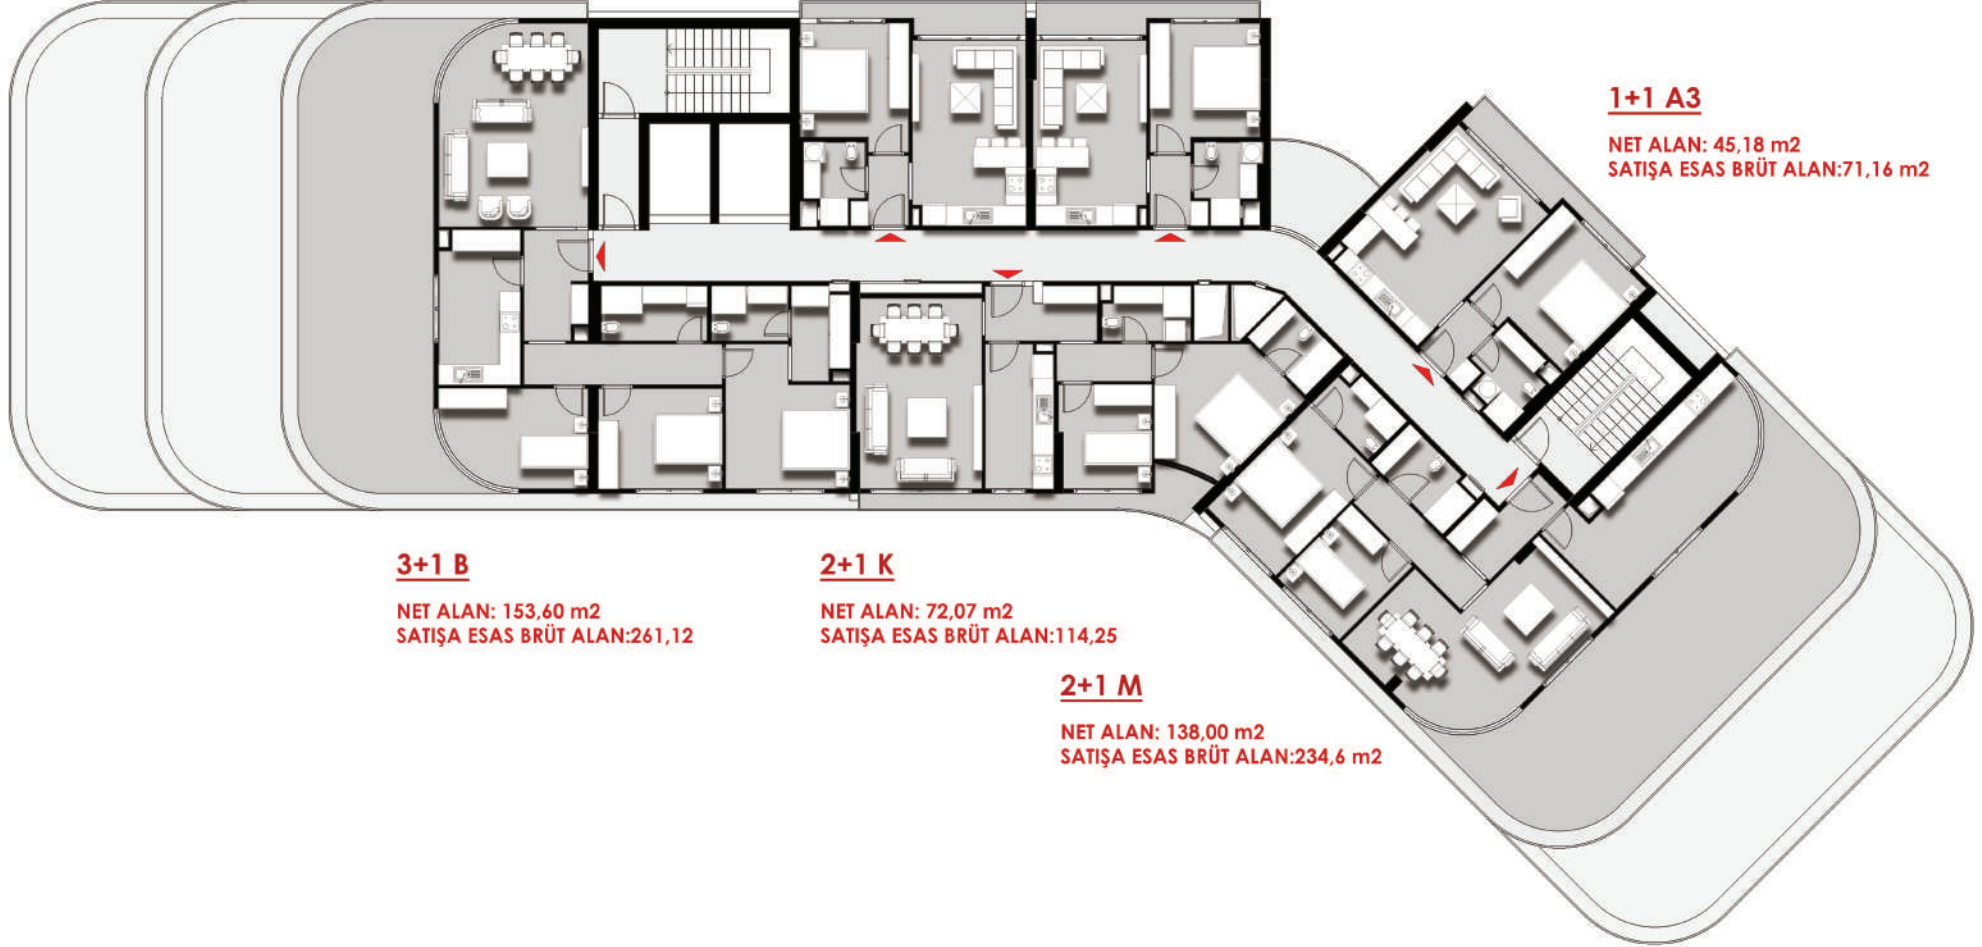 1+1 A3
NET ALAN: 45,18 m2
SATIŞA ESAS BRÜT ALAN:71,16 m2
3+1 B
NET ALAN: 153,60 m2
SATIŞA ESAS BRÜT ALAN:261,12
2+1 K
NET ALAN: 72,07 m2
SATIŞA ESAS BRÜT ALAN:114,25
2+1 M
NET ALAN: 138,00 m2
SATIŞA ESAS BRÜT ALAN:234,6 m2